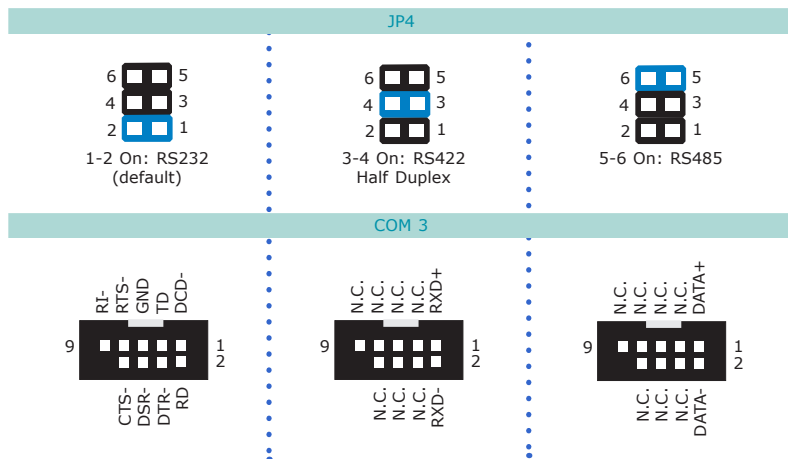 JP4
6 5
4 3
2 1
1-2 On: RS232
(default)
6 5
4 3
2 1
3-4 On: RS422
Half Duplex
6 5
4 3
2 1
5-6 On: RS485
COM 3
RI-
RTS-
GND
TD
DCD-
9 1
2
CTS-
DSR-
DTR-
RD
N.C.
N.C.
N.C.
N.C.
RXD+
9 1
2
N.C.
N.C.
N.C.
RXD-
N.C.
N.C.
N.C.
N.C.
DATA+
9 1
2
N.C.
N.C.
N.C.
DATA-